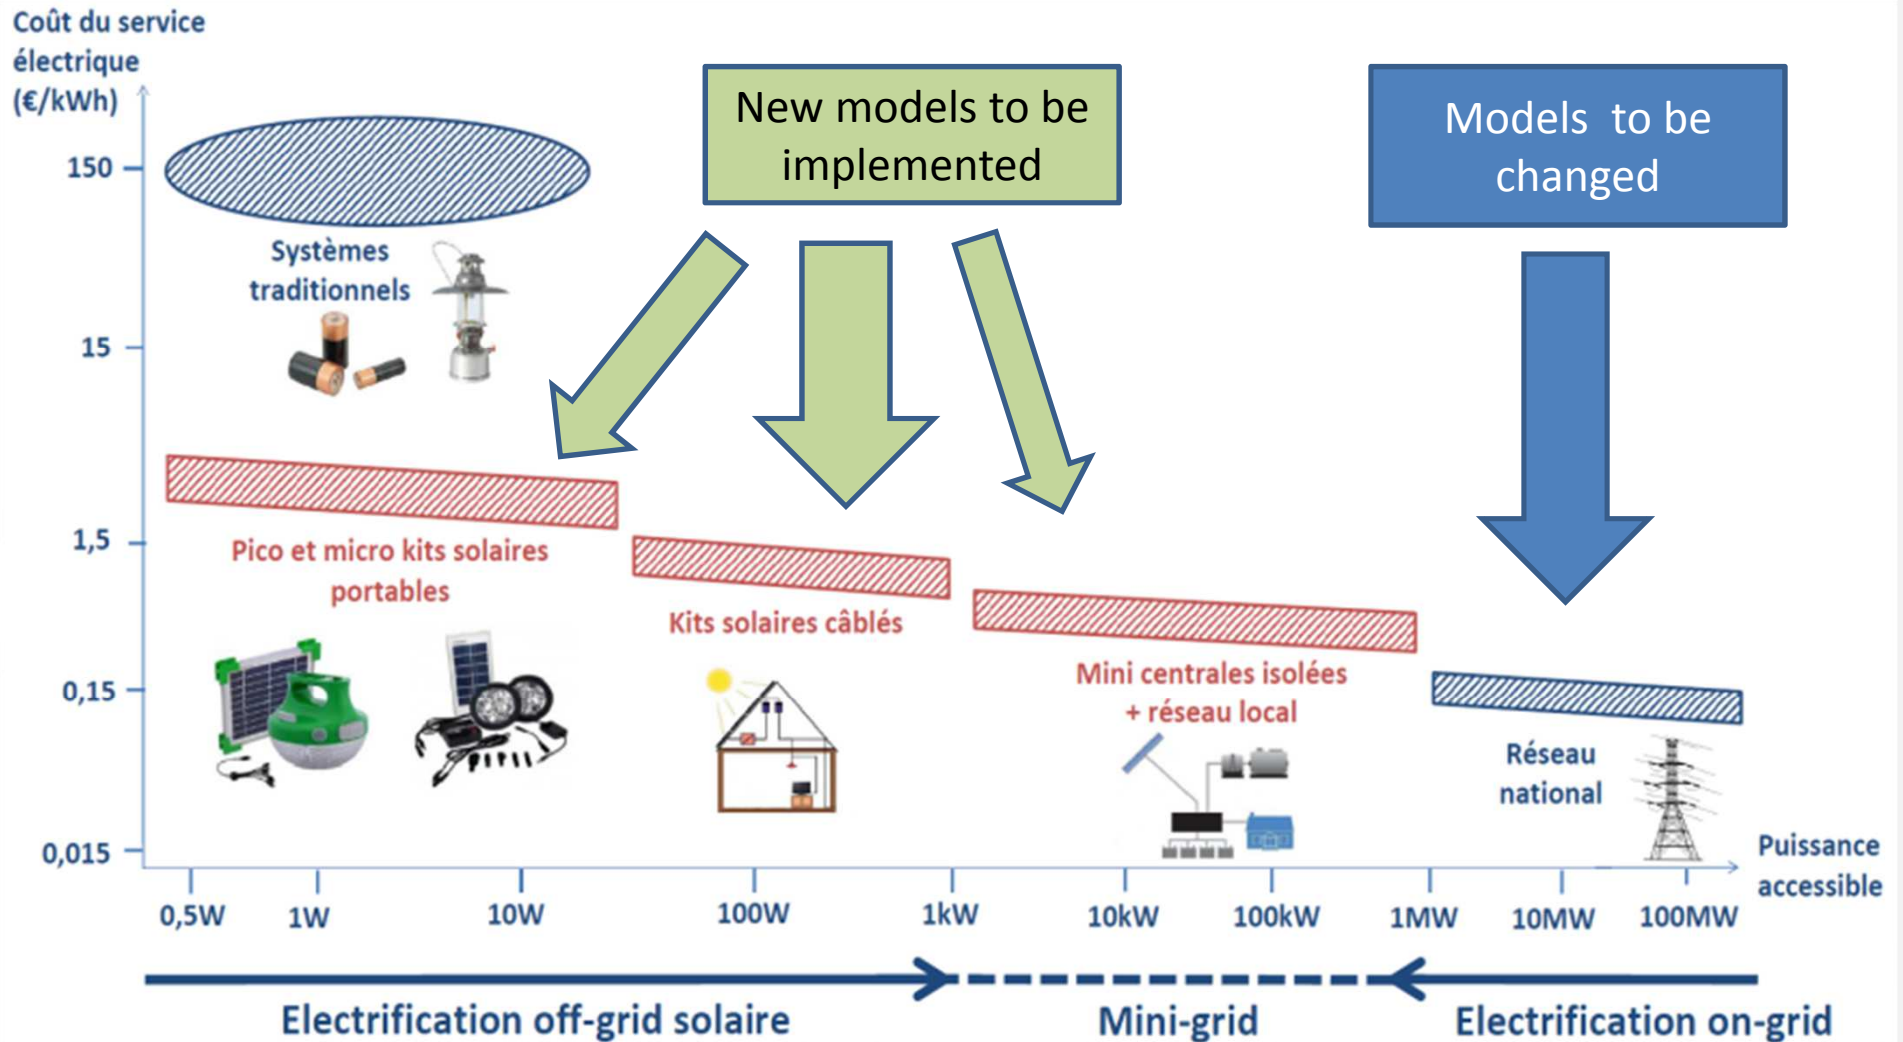 Coût du service
électrique
(€/kWh)
150
15
1,5
0,15
0,015
New models to be
implemented
Models to be
changed
Systèmes
traditionnels
Pico et micro kits solaires
portables
Kits solaires câblés
Mini centrales isolées
+ réseau local
Réseau
national
Puissance
accessible
0,5W
1W
10W
100W
1kW
10kW
100kW
1MW
10MW
100MW
Electrification off-grid solaire
Mini-grid
Electrification on-grid